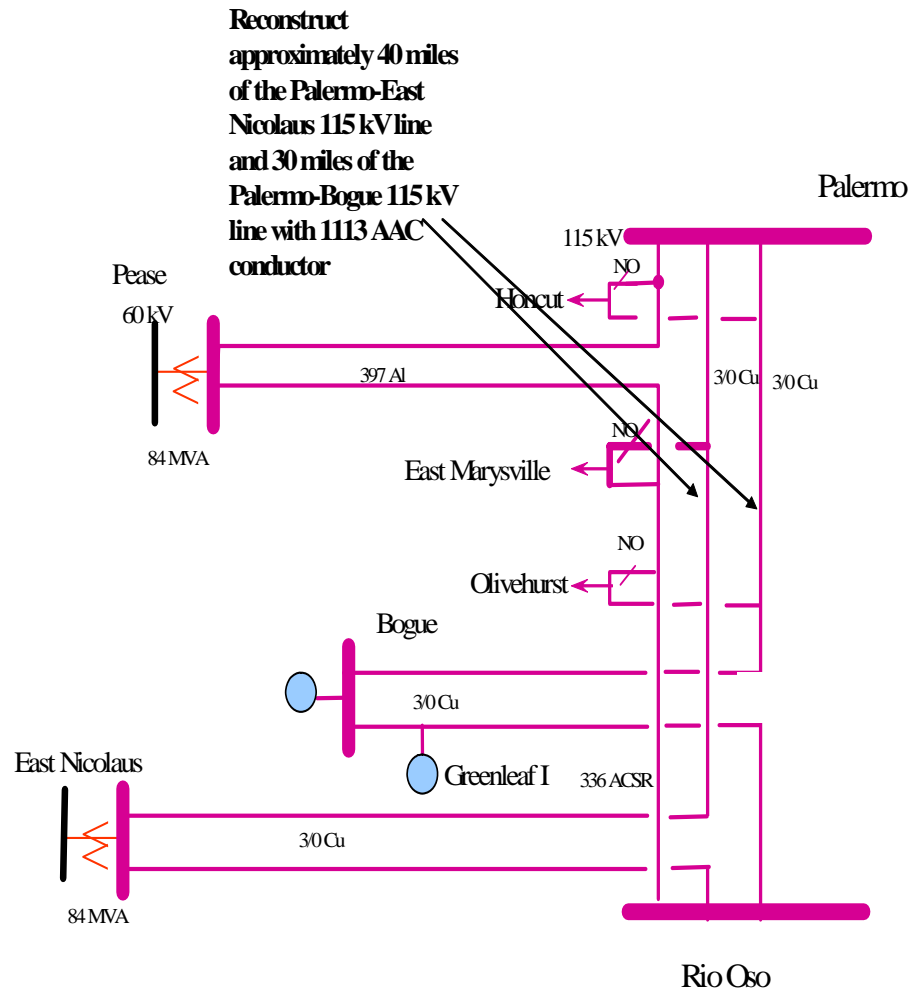 Reconstruct
approximately 40 miles
of the Palermo-East
Nicolaus 115 kV line
and 30 miles of the
Palermo-Bogue 115 kV
line with 1113 AAC
conductor
Palermo
115 kV
NO
Honcut
Pease
60 kV
397 Al
3/0 Cu
3/0 Cu
84 MVA
NO
East Marysville
NO
Olivehurst
Bogue
3/0 Cu
Greenleaf I
336 ACSR
East Nicolaus
3/0 Cu
84 MVA
Rio Oso